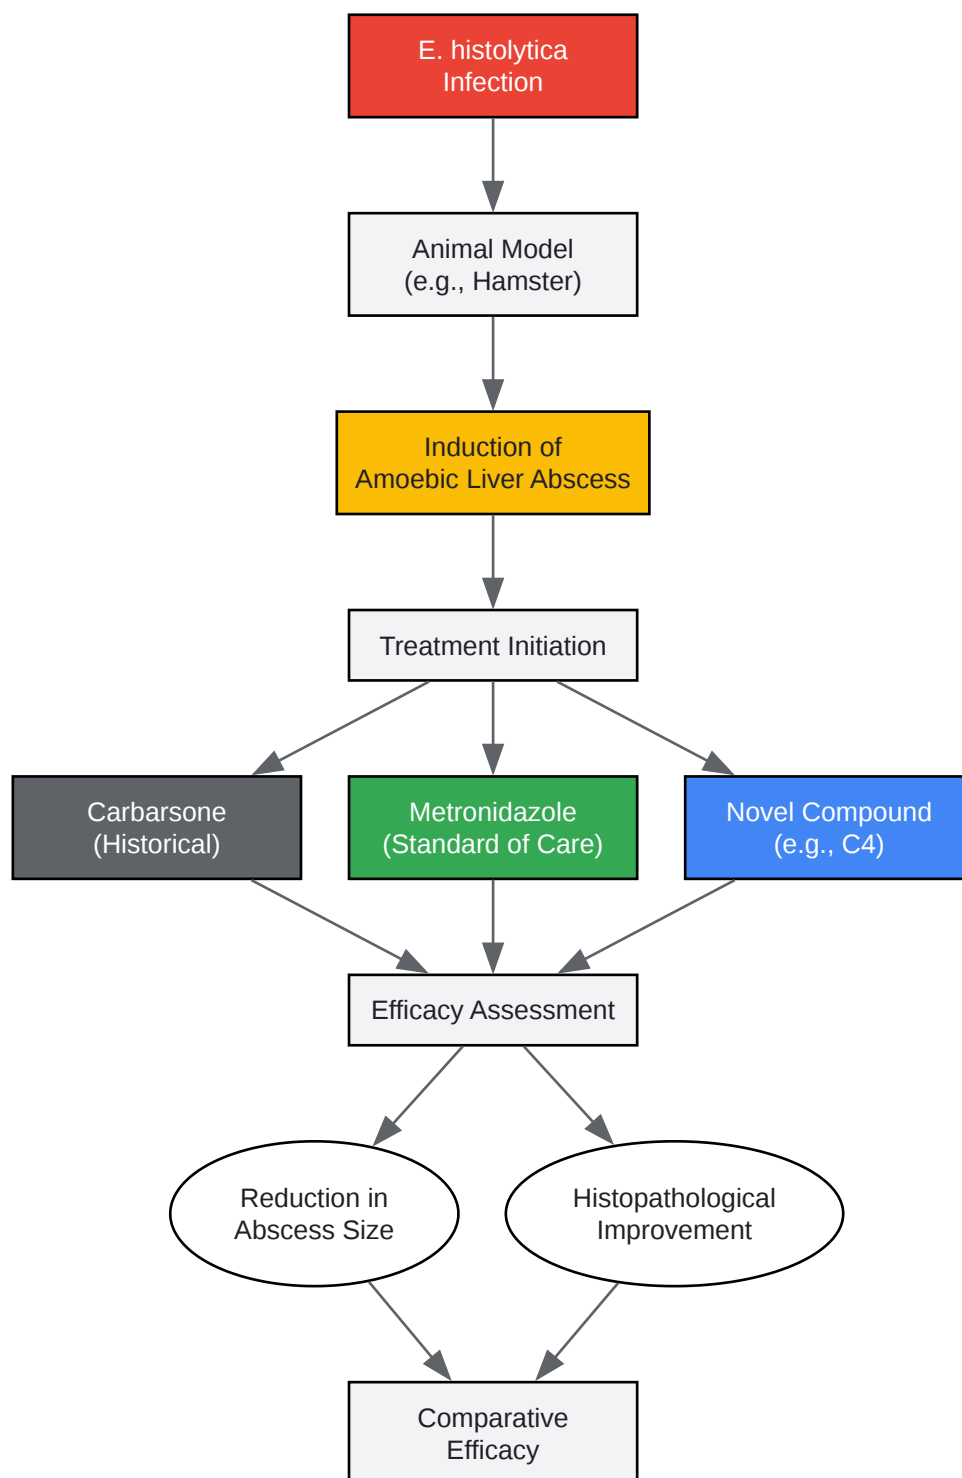 E. histolytica
Infection
Animal Model
(e.g., Hamster)
Induction of
Amoebic Liver Abscess
Treatment Initiation
Carbarsone
(Historical)
Metronidazole
(Standard of Care)
Novel Compound
(e.g., C4)
Efficacy Assessment
Reduction in
Abscess Size
Histopathological
Improvement
Comparative
Efficacy